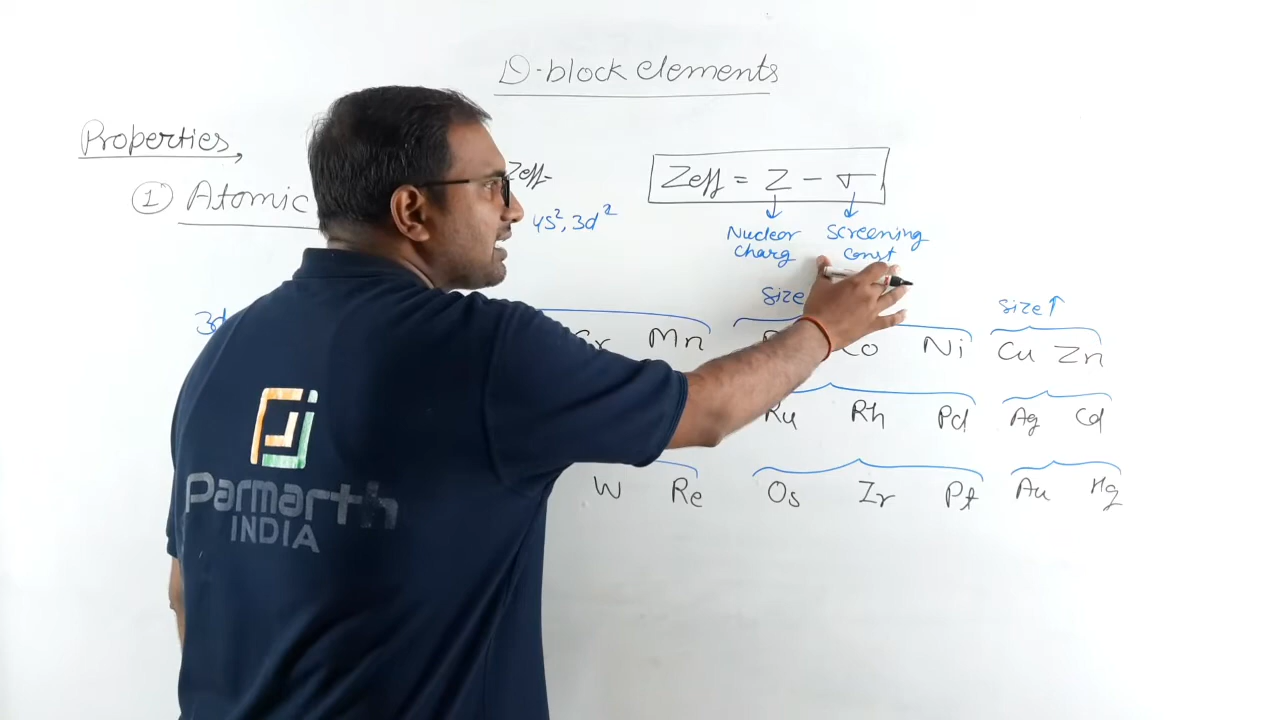 D-block elements
Properties,
① Atomic
Zeff
Zeff = Z - σ
4s², 3d²
Nuclear charg
Screening const
Size
Size↑
3d
Mn
Co Ni Cu Zn
Ru Rh Pd Ag Cd
W Re Os Zr Pt Au Hg
Parmarth
INDIA